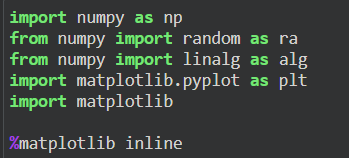 import numpy as np
from numpy import random as ra
from numpy import linalg as alg
import matplotlib.pyplot as plt
import matplotlib
%matplotlib inline